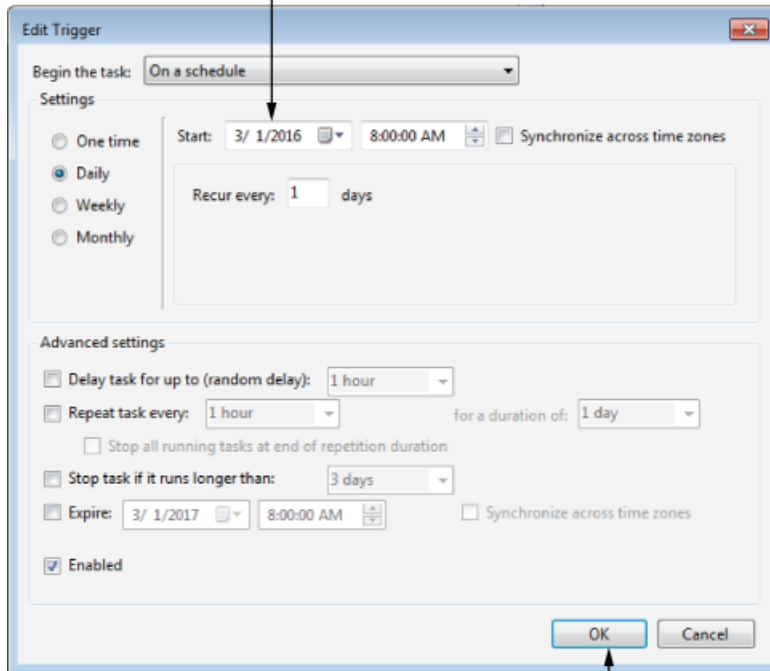 Edit Trigger
Begin the task: On a schedule
Settings
One time
Start: 3/ 1/2016 8:00:00 AM Synchronize across time zones
Daily
Recur every: 1 days
Weekly
Monthly
Advanced settings
Delay task for up to (random delay): 1 hour
Repeat task every: 1 hour for a duration of: 1 day
Stop all running tasks at end of repetition duration
Stop task if it runs longer than: 3 days
Expire: 3/ 1/2017 8:00:00 AM Synchronize across time zones
Enabled
OK Cancel